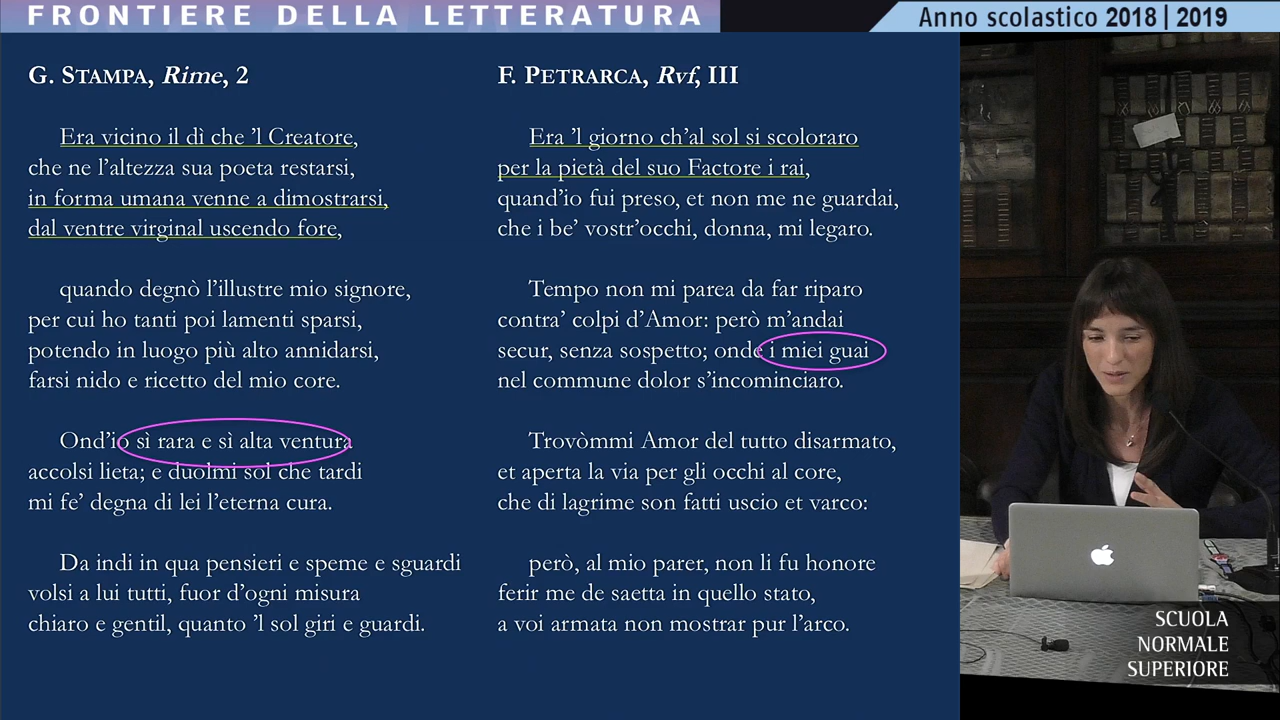 FRONTIERE DELLA LETTERATURA
Anno scolastico 2018 | 2019
G. STAMPA, Rime, 2
Era vicino il dì che ’l Creatore,
che ne l’altezza sua poeta restarsi,
in forma umana venne a dimostrarsi,
dal ventre virginal uscendo fore,
quando degnò l’illustre mio signore,
per cui ho tanti poi lamenti sparsi,
potendo in luogo più alto annidarsi,
farsi nido e ricetto del mio core.
Ond’io sì rara e sì alta ventura
accolsi lieta; e duolmi sol che tardi
mi fe’ degna di lei l’eterna cura.
Da indi in qua pensieri e speme e sguardi
volsi a lui tutti, fuor d’ogni misura
chiaro e gentil, quanto ’l sol giri e guardi.
F. PETRARCA, Rvf, III
Era ’l giorno ch’al sol si scoloraro
per la pietà del suo Factore i rai,
quand’io fui preso, et non me ne guardai,
che i be’ vostr’occhi, donna, mi legaro.
Tempo non mi parea da far riparo
contra’ colpi d’Amor: però m’andai
secur, senza sospetto; onde i miei guai
nel commune dolor s’incominciaro.
Trovòmmi Amor del tutto disarmato,
et aperta la via per gli occhi al core,
che di lagrime son fatti uscio et varco:
però, al mio parer, non li fu honore
ferir me de saetta in quello stato,
a voi armata non mostrar pur l’arco.
SCUOLA
NORMALE
SUPERIORE